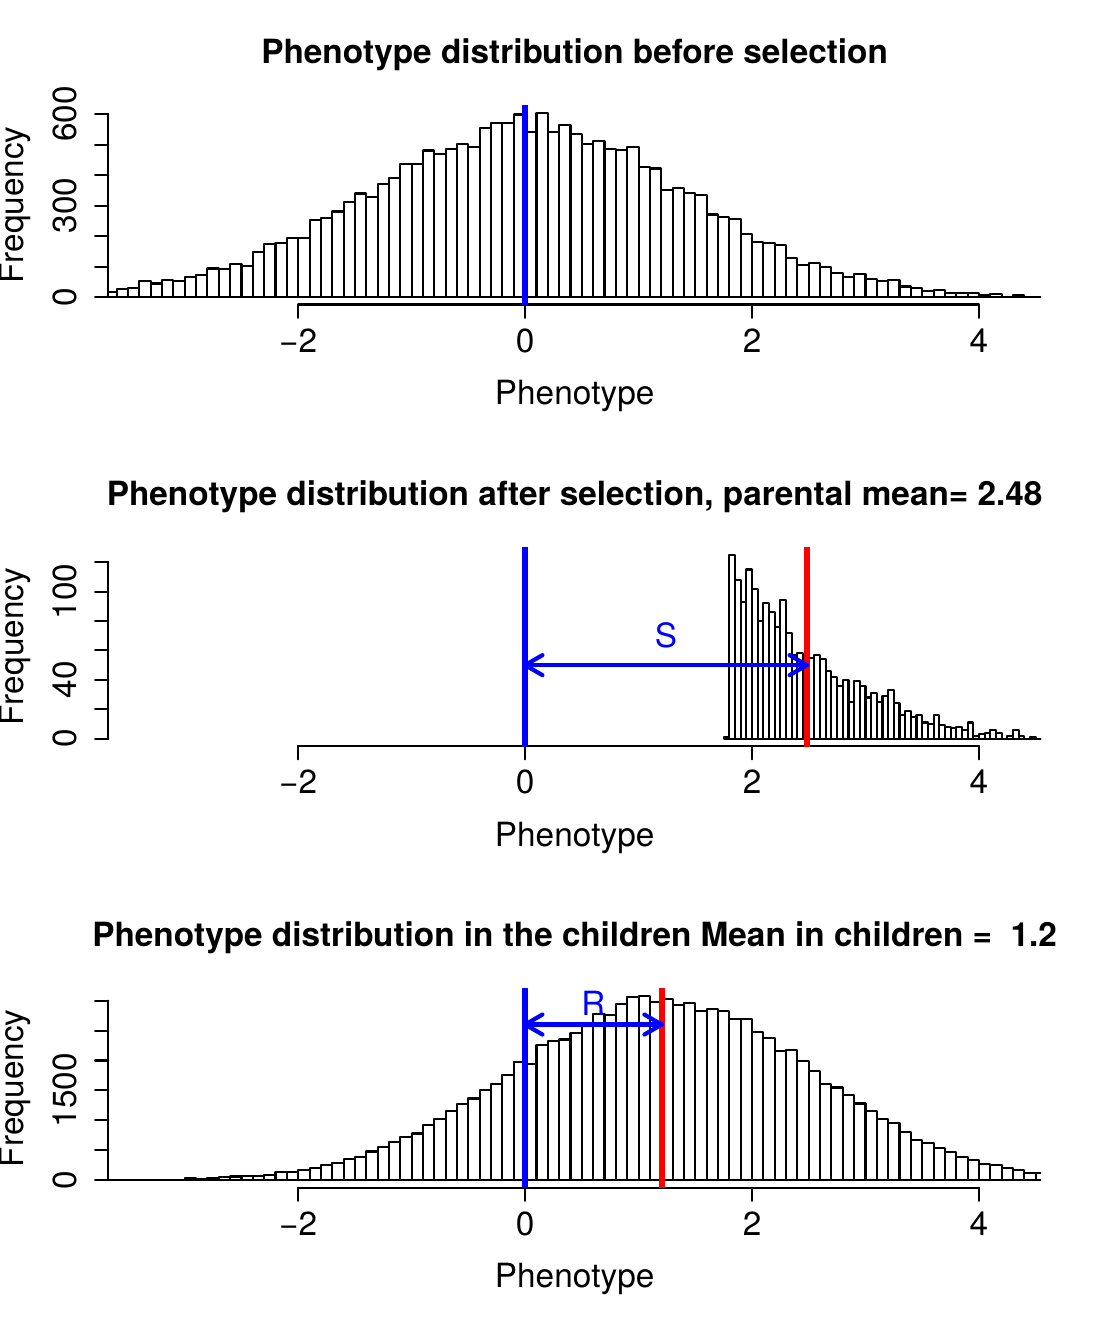 Phenotype distribution before selection
Frequency
600
300
0
−2 0 2 4
Phenotype
Phenotype distribution after selection, parental mean= 2.48
Frequency
100
40
0
S
−2 0 2 4
Phenotype
Phenotype distribution in the children Mean in children =  1.2
Frequency
1500
0
R
−2 0 2 4
Phenotype